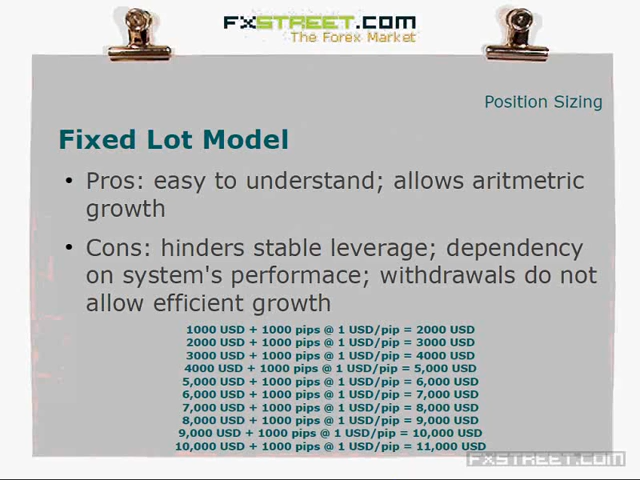 FXSTREET.COM
The Forex Market
Position Sizing
Fixed Lot Model
• Pros: easy to understand; allows aritmetric
growth
• Cons: hinders stable leverage; dependency
on system's performace; withdrawals do not
allow efficient growth
1000 USD + 1000 pips @ 1 USD/pip = 2000 USD
2000 USD + 1000 pips @ 1 USD/pip = 3000 USD
3000 USD + 1000 pips @ 1 USD/pip = 4000 USD
4000 USD + 1000 pips @ 1 USD/pip = 5,000 USD
5,000 USD + 1000 pips @ 1 USD/pip = 6,000 USD
6,000 USD + 1000 pips @ 1 USD/pip = 7,000 USD
7,000 USD + 1000 pips @ 1 USD/pip = 8,000 USD
8,000 USD + 1000 pips @ 1 USD/pip = 9,000 USD
9,000 USD + 1000 pips @ 1 USD/pip = 10,000 USD
10,000 USD + 1000 pips @ 1 USD/pip = 11,000 USD
FXSTREET.COM